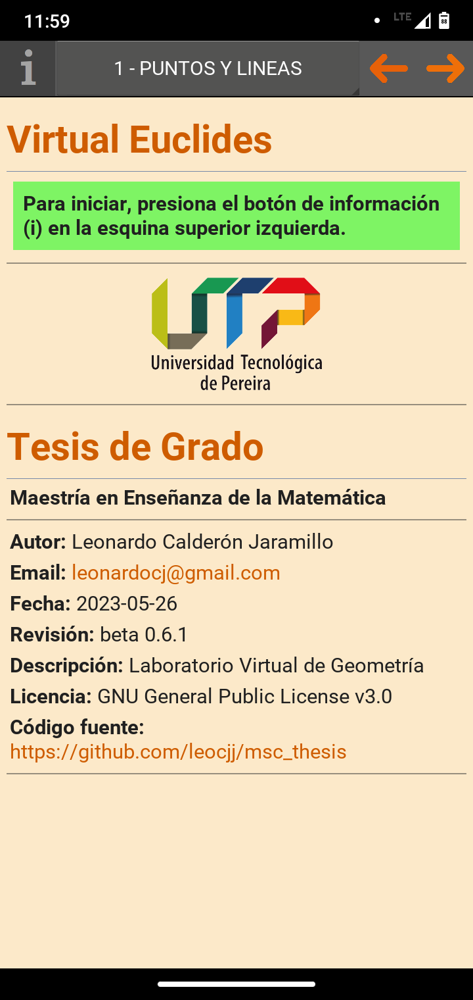 11:59
LTE
88
i
1 - PUNTOS Y LINEAS
Virtual Euclides
Para iniciar, presiona el botón de información
(i) en la esquina superior izquierda.
UTP
Universidad Tecnológica
de Pereira
Tesis de Grado
Maestría en Enseñanza de la Matemática
Autor: Leonardo Calderón Jaramillo
Email: leonardocj@gmail.com
Fecha: 2023-05-26
Revisión: beta 0.6.1
Descripción: Laboratorio Virtual de Geometría
Licencia: GNU General Public License v3.0
Código fuente:
https://github.com/leocjj/msc_thesis